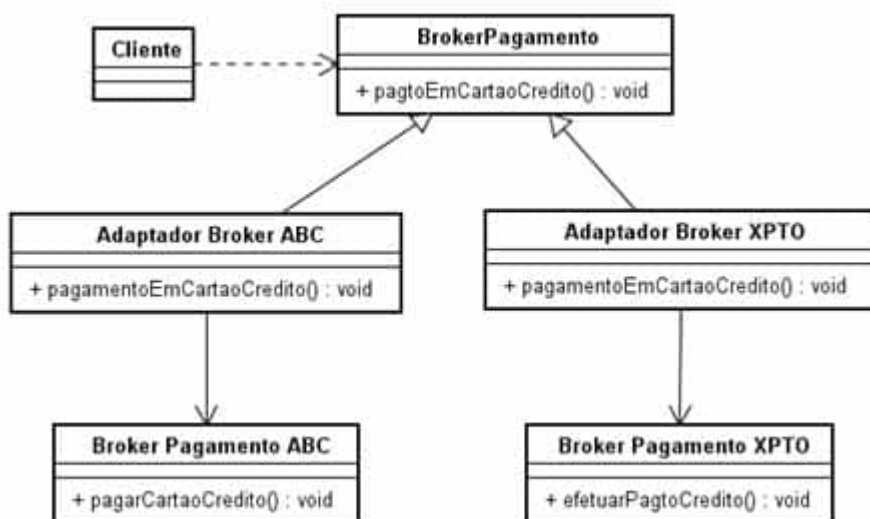 Cliente
BrokerPagamento
+ pagtoEmCartaoCredito() : void
Adaptador Broker ABC
+ pagamentoEmCartaoCredito() : void
Adaptador Broker XPTO
+ pagamentoEmCartaoCredito() : void
Broker Pagamento ABC
+ pagarCartaoCredito() : void
Broker Pagamento XPTO
+ efetuarPagtoCredito() : void